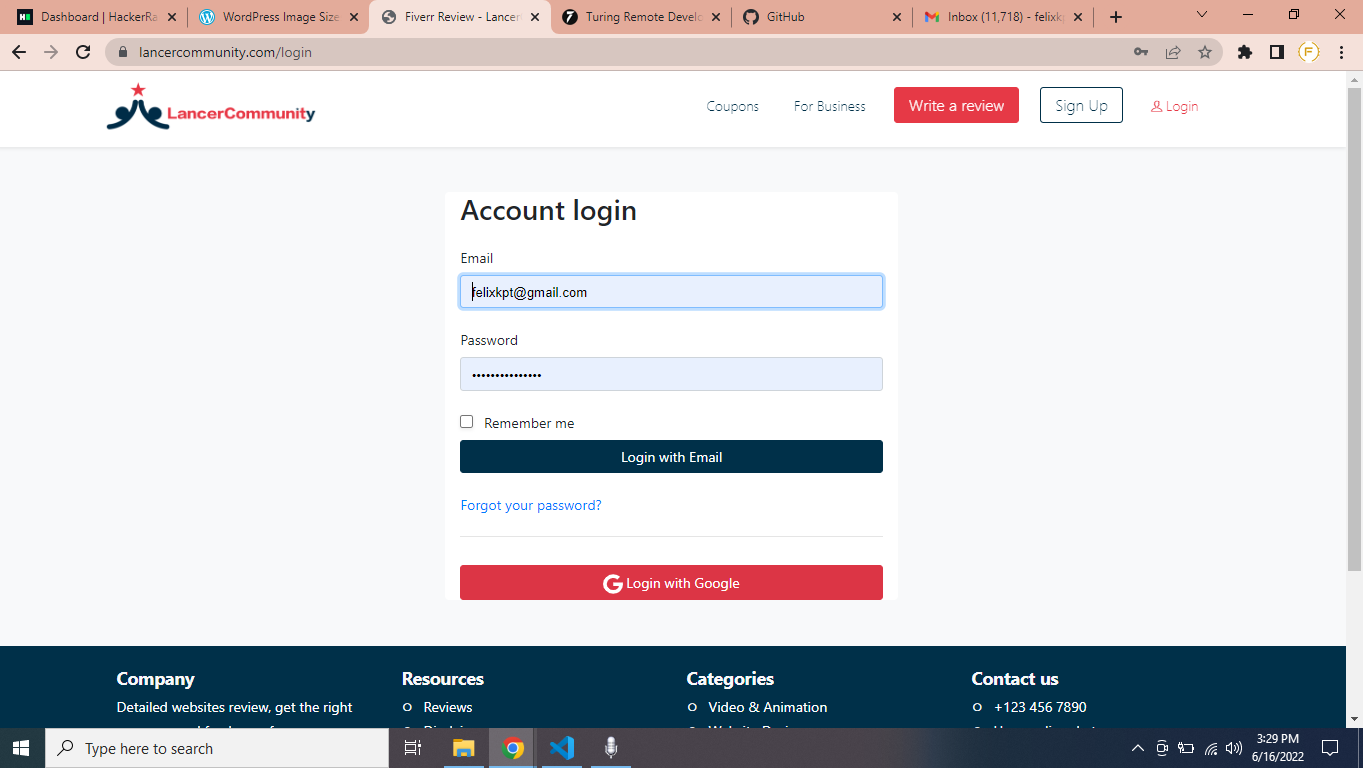 Dashboard | HackerRa
WordPress Image Size
Fiverr Review - Lancer
Turing Remote Develo
GitHub
Inbox (11,718) - felixkp
lancercommunity.com/login
F
LancerCommunity
Coupons
For Business
Write a review
Sign Up
Login
Account login
Email
felixkpt@gmail.com
Password
Remember me
Login with Email
Forgot your password?
Login with Google
Company
Detailed websites review, get the right
Resources
Reviews
Categories
Video & Animation
Contact us
+123 456 7890
Type here to search
3:29 PM
6/16/2022